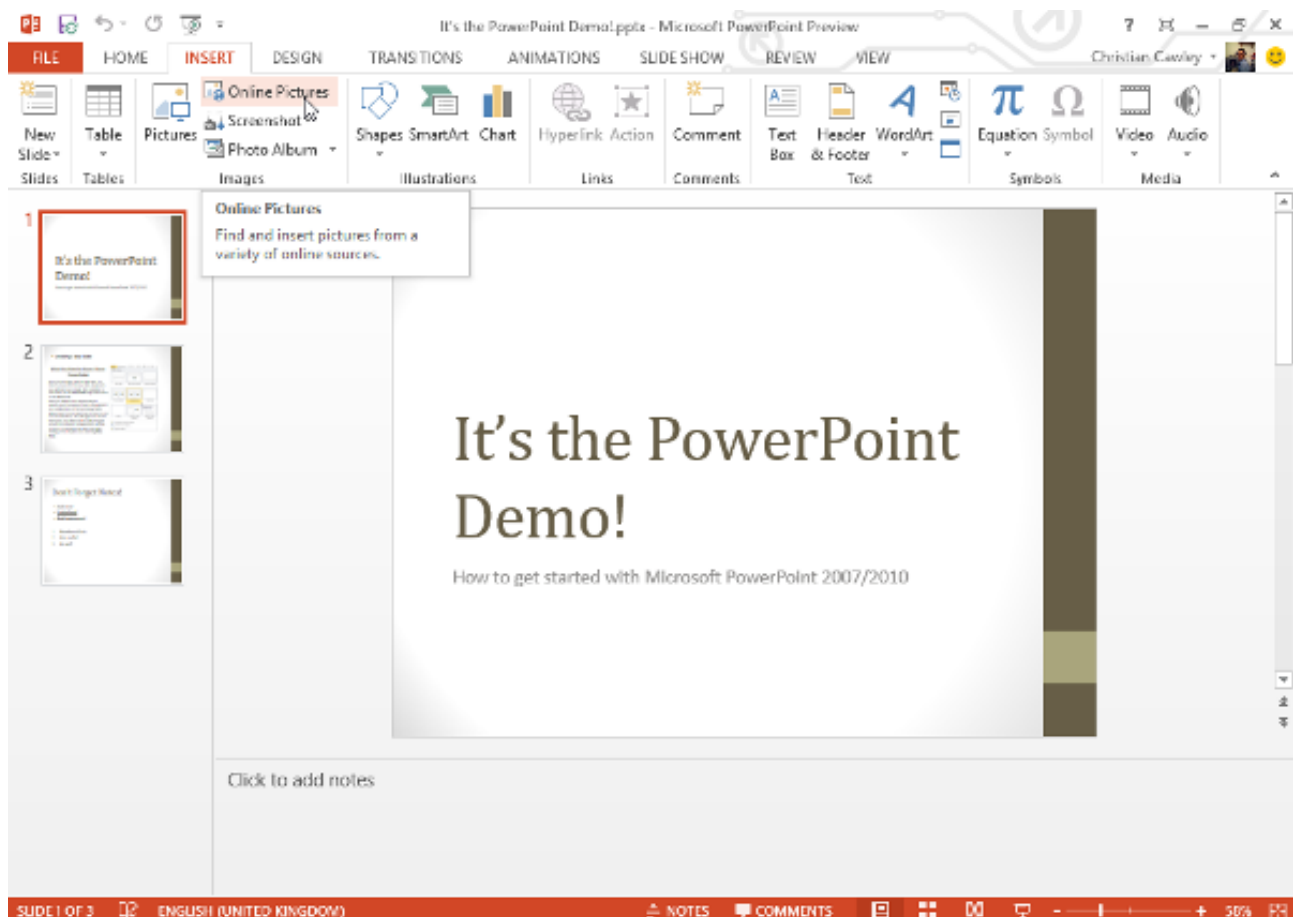 It's the PowerPoint Demo!.pptx - Microsoft PowerPoint Preview
FILE HOME INSERT DESIGN TRANSITIONS ANIMATIONS SLIDE SHOW REVIEW VIEW Christian Cawley
Online Pictures
Screenshot
Photo Album
New Slide Table Pictures Shapes SmartArt Chart Hyperlink Action Comment Text Box Header & Footer WordArt Equation Symbol Video Audio
Slides Tables Images Illustrations Links Comments Text Symbols Media
Online Pictures
Find and insert pictures from a
variety of online sources.
1
It's the PowerPoint
Demo!
2
3
Don't Forget Notes!
It's the PowerPoint
Demo!
How to get started with Microsoft PowerPoint 2007/2010
Click to add notes
SLIDE 1 OF 3 ENGLISH (UNITED KINGDOM) NOTES COMMENTS 58%